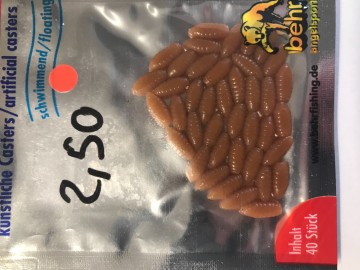 künstliche Casters/artificial casters
schwimmend/floating
2,50
behr
angelsport
www.behrfishing.de
Inhalt
40 Stück